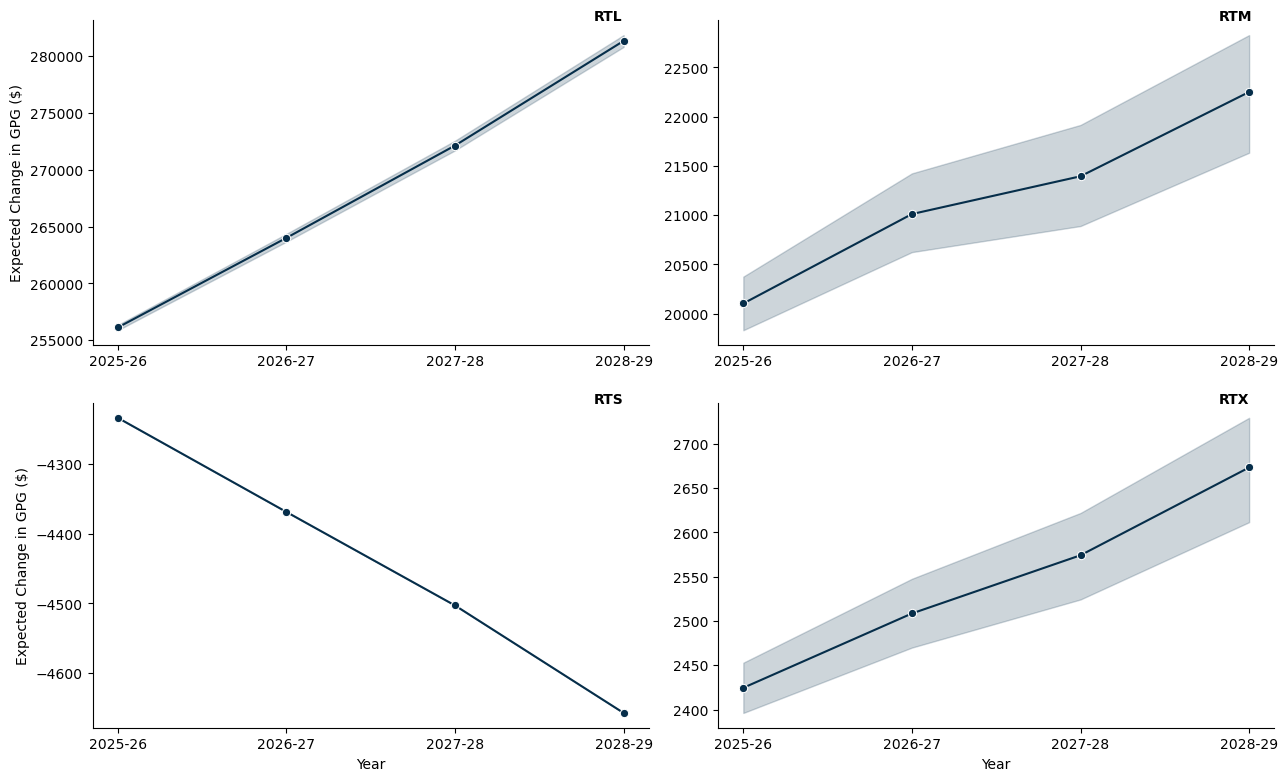 RTL
Expected Change in GPG ($)
280000
275000
270000
265000
260000
255000
2025-26 2026-27 2027-28 2028-29
RTM
22500
22000
21500
21000
20500
20000
2025-26 2026-27 2027-28 2028-29
RTS
Expected Change in GPG ($)
−4300
−4400
−4500
−4600
2025-26 2026-27 2027-28 2028-29
Year
RTX
2700
2650
2600
2550
2500
2450
2400
2025-26 2026-27 2027-28 2028-29
Year